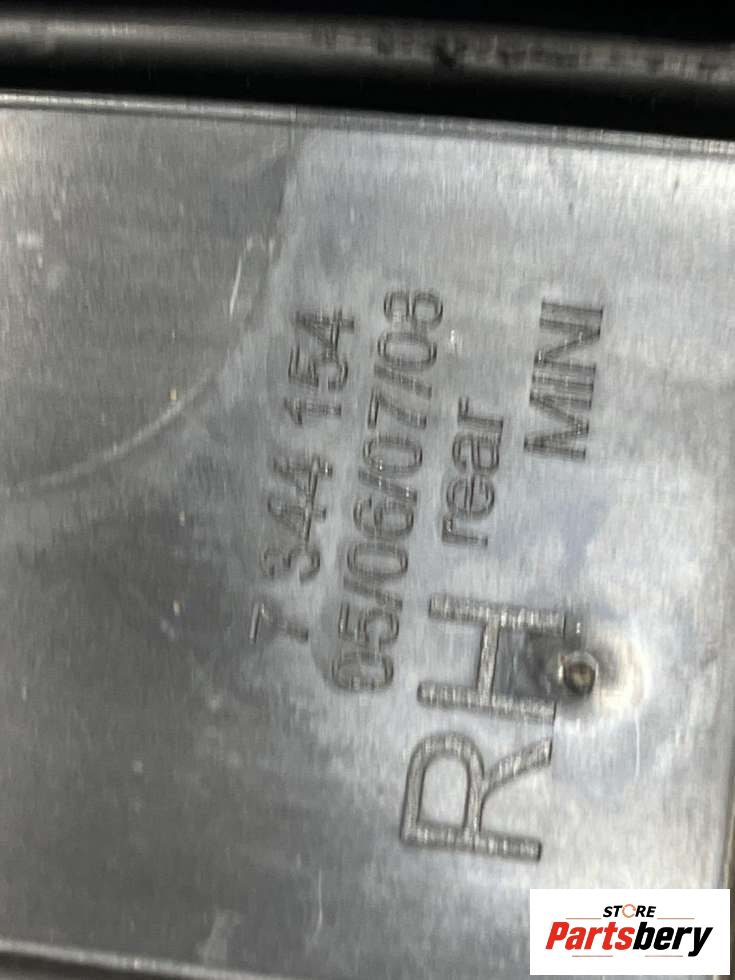 7 344 154
05/06/07/08
rear
MINI
RH
STORE
Partsbery